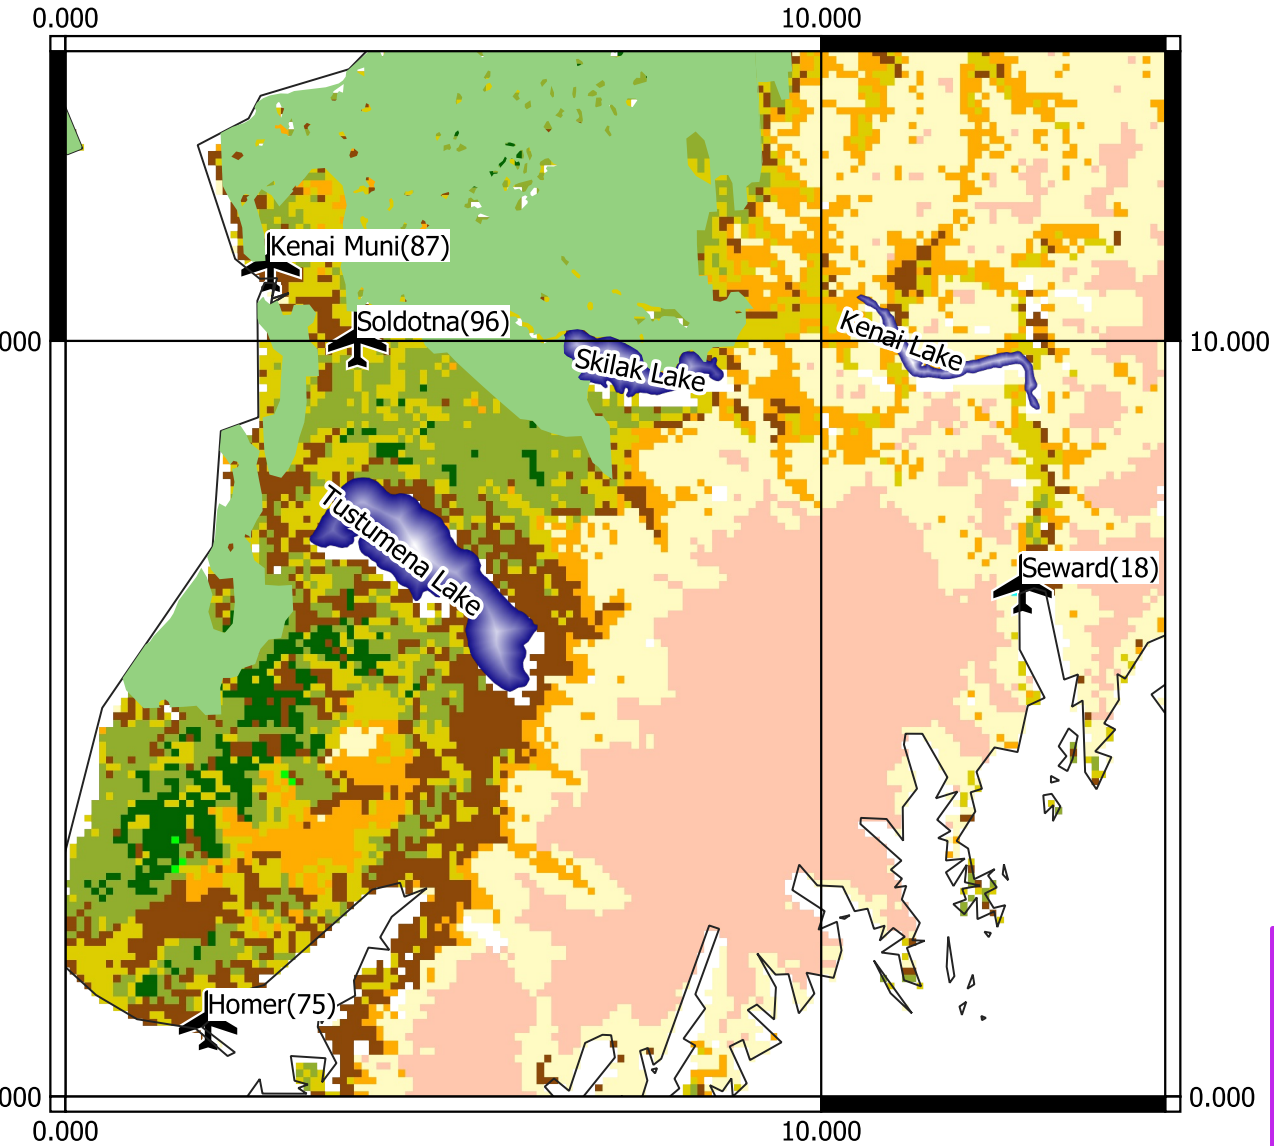 0.000 10.000
Kenai Muni(87)
Soldotna(96)
Kenai Lake
000 10.000
Skilak Lake
Tustumena Lake
Seward(18)
Homer(75)
000 0.000
0.000 10.000